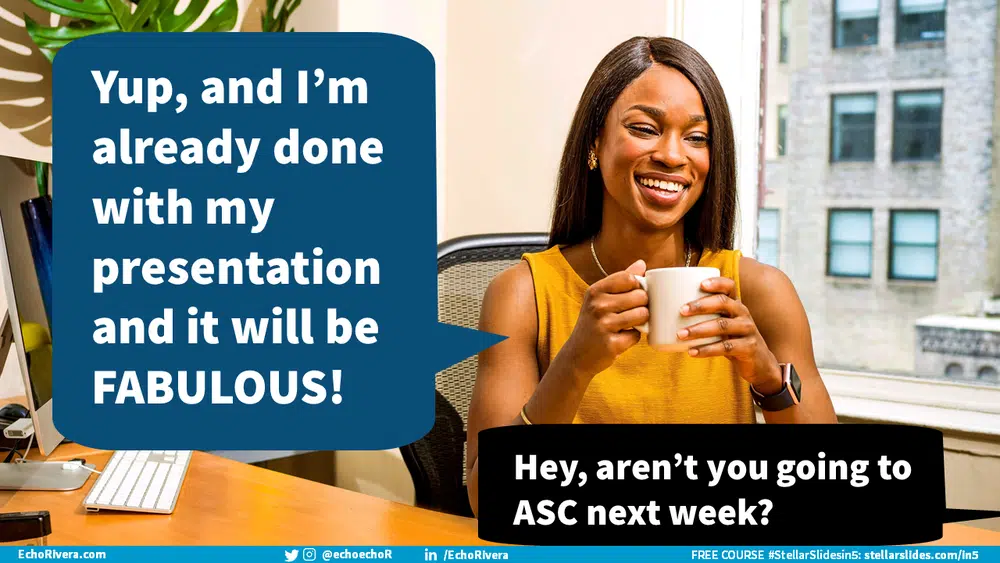 Yup, and I’m
already done
with my
presentation
and it will be
FABULOUS!
Hey, aren’t you going to
ASC next week?
EchoRivera.com
@echoechoR
/EchoRivera
FREE COURSE #StellarSlidesin5: stellarslides.com/in5